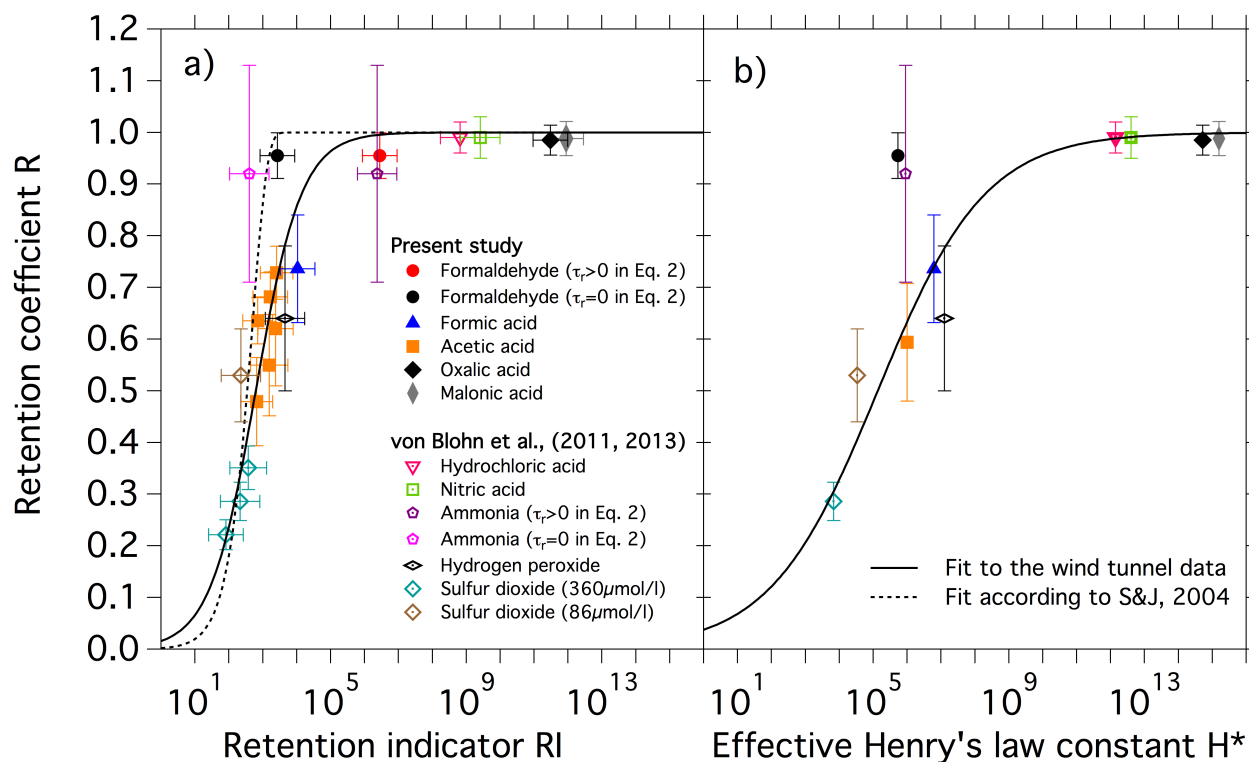 1.2
1.1
1.0
0.9
0.8
0.7
0.6
0.5
0.4
0.3
0.2
0.1
0.0
Retention coefficient R
a)
Present study
Formaldehyde (τr>0 in Eq. 2)
Formaldehyde (τr=0 in Eq. 2)
Formic acid
Acetic acid
Oxalic acid
Malonic acid
von Blohn et al., (2011, 2013)
Hydrochloric acid
Nitric acid
Ammonia (τr>0 in Eq. 2)
Ammonia (τr=0 in Eq. 2)
Hydrogen peroxide
Sulfur dioxide (360µmol/l)
Sulfur dioxide (86µmol/l)
10^1 10^5 10^9 10^13
Retention indicator RI
b)
Fit to the wind tunnel data
Fit according to S&J, 2004
10^1 10^5 10^9 10^13
Effective Henry's law constant H*